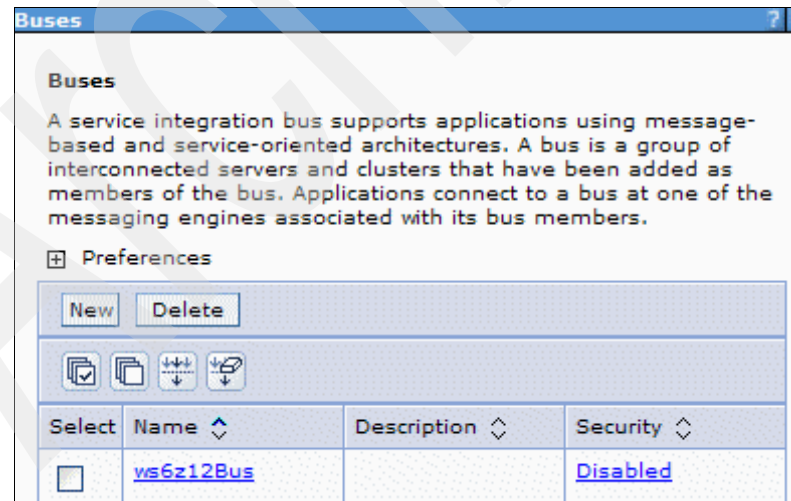 Buses ?
Buses
A service integration bus supports applications using message-
based and service-oriented architectures. A bus is a group of
interconnected servers and clusters that have been added as
members of the bus. Applications connect to a bus at one of the
messaging engines associated with its bus members.
Preferences
New Delete
Select Name Description Security
ws6z12Bus Disabled